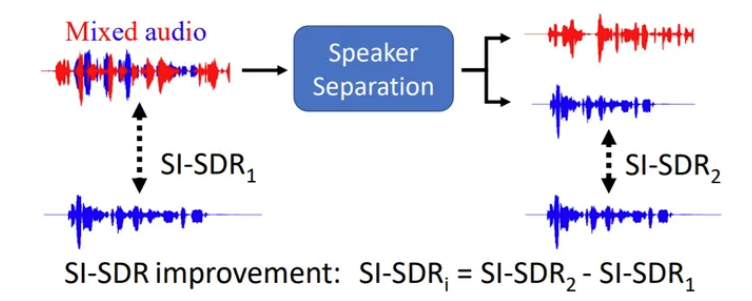 Mixed audio
Speaker
Separation
SI-SDR₁
SI-SDR₂
SI-SDR improvement: SI-SDRᵢ = SI-SDR₂ - SI-SDR₁